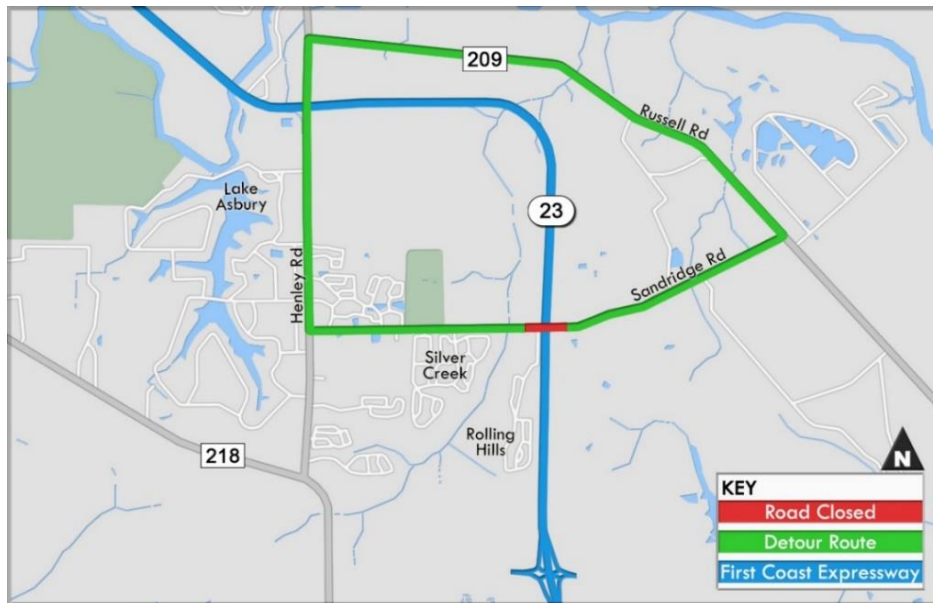 209
Russell Rd
Lake
Asbury
23
Henley Rd
Sandridge Rd
Silver
Creek
Rolling
Hills
218
N
KEY
Road Closed
Detour Route
First Coast Expressway